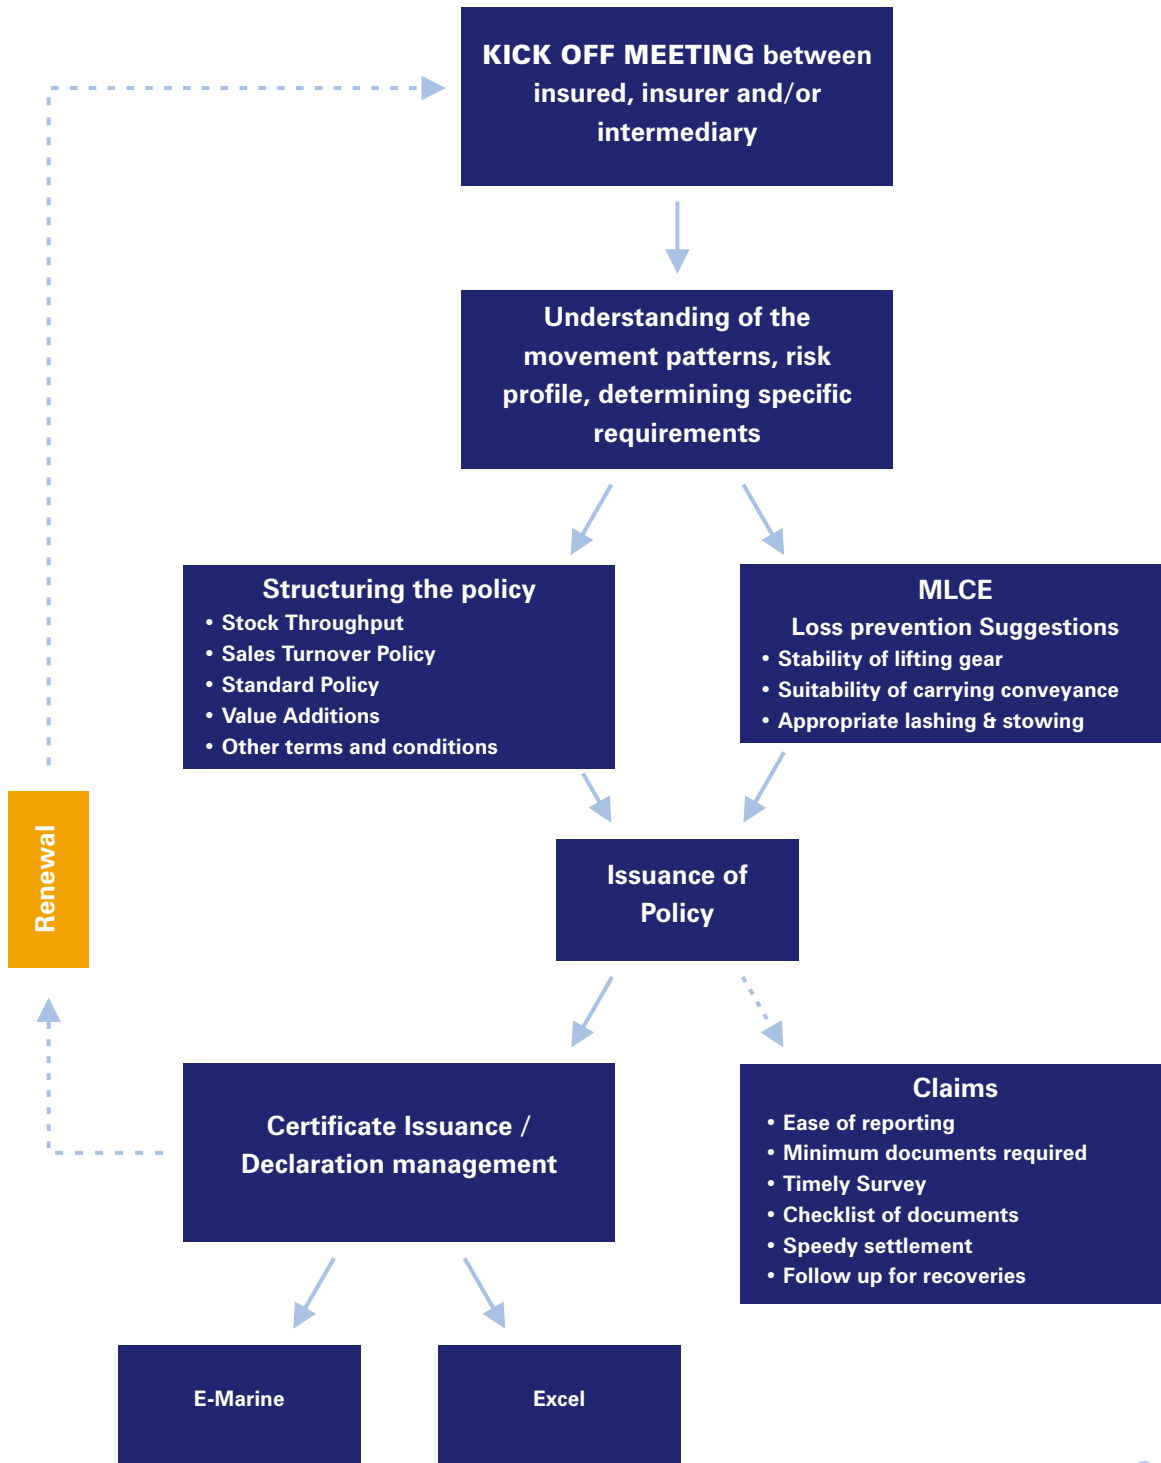 KICK OFF MEETING between
insured, insurer and/or
intermediary
Understanding of the
movement patterns, risk
profile, determining specific
requirements
Structuring the policy
• Stock Throughput
• Sales Turnover Policy
• Standard Policy
• Value Additions
• Other terms and conditions
MLCE
Loss prevention Suggestions
• Stability of lifting gear
• Suitability of carrying conveyance
• Appropriate lashing & stowing
Renewal
Issuance of
Policy
Certificate Issuance /
Declaration management
Claims
• Ease of reporting
• Minimum documents required
• Timely Survey
• Checklist of documents
• Speedy settlement
• Follow up for recoveries
E-Marine
Excel